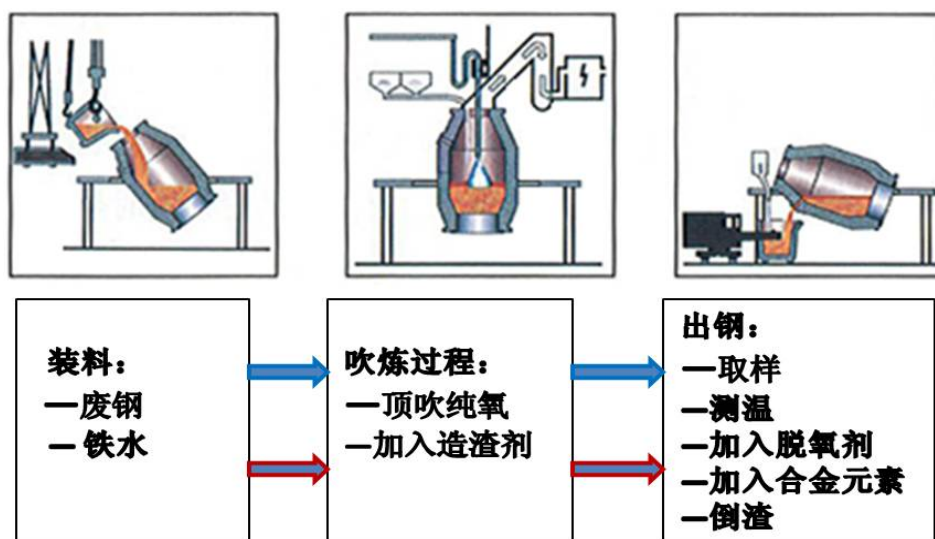 装料：
—废钢
—铁水
吹炼过程：
—顶吹纯氧
—加入造渣剂
出钢：
—取样
—测温
—加入脱氧剂
—加入合金元素
—倒渣